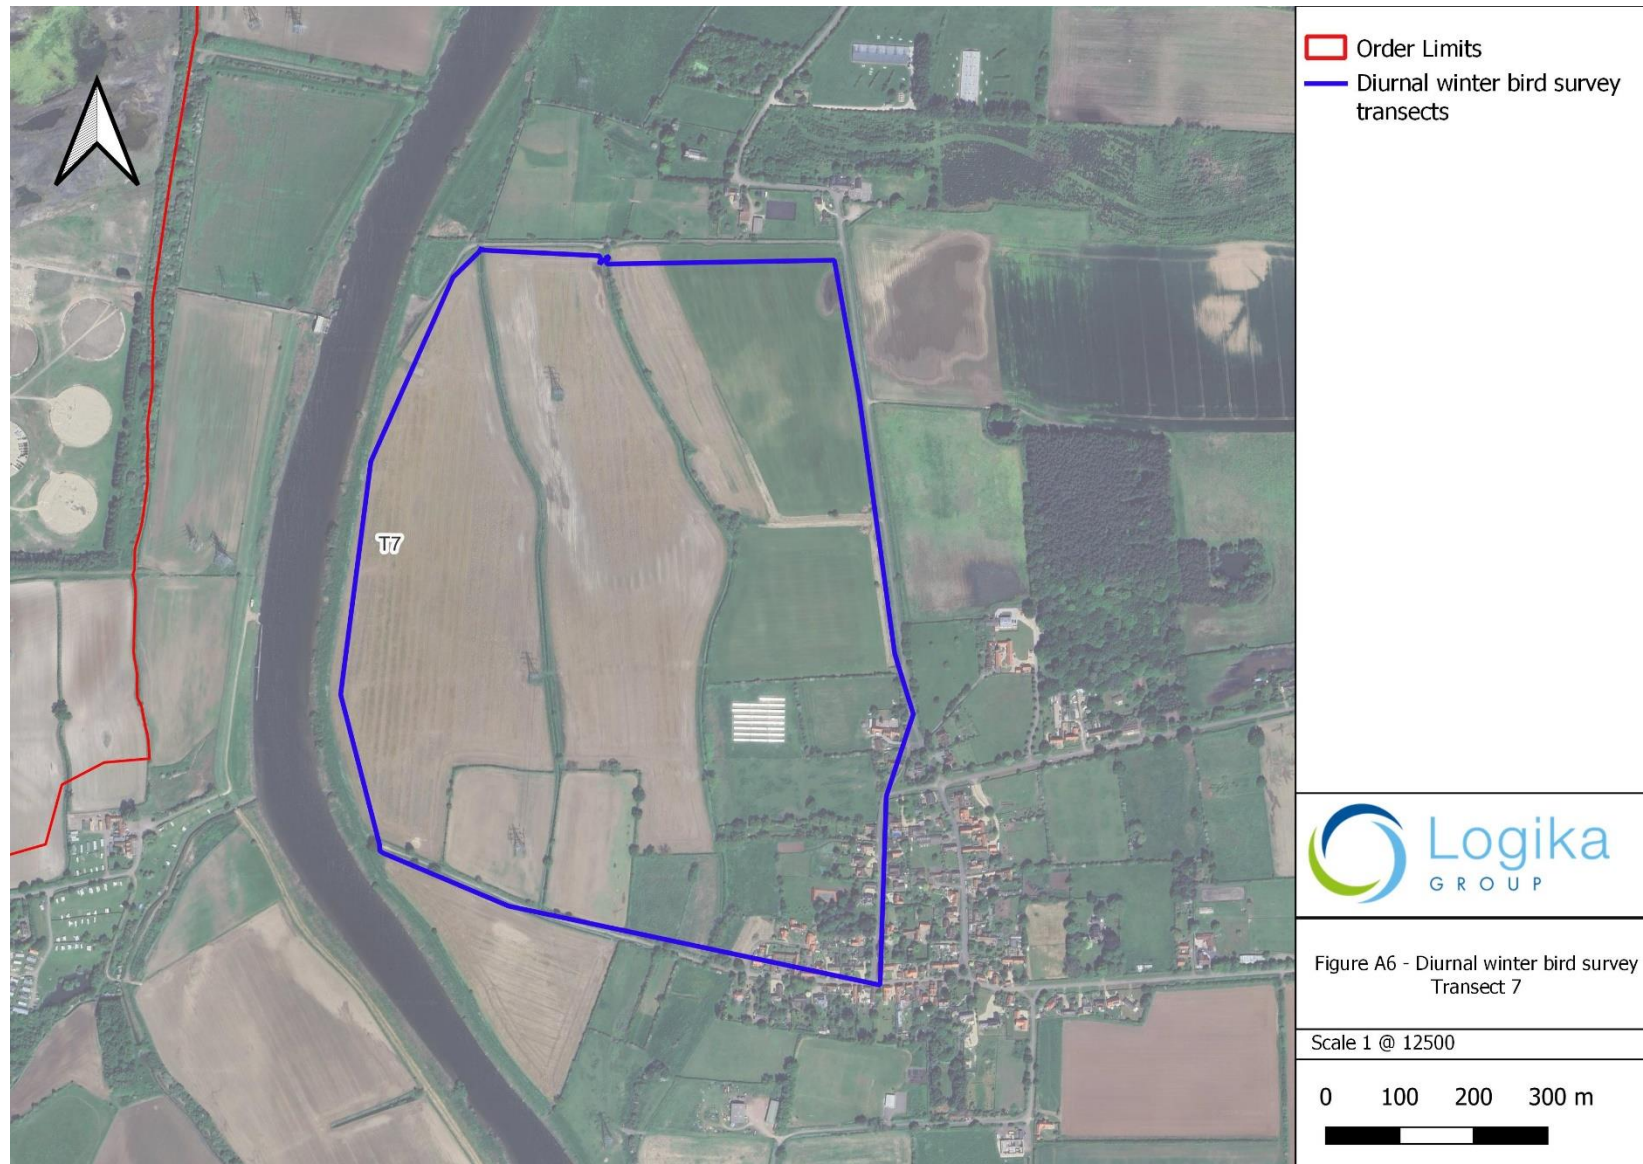 Order Limits
Diurnal winter bird survey
transects
T7
Logika
GROUP
Figure A6 - Diurnal winter bird survey
Transect 7
Scale 1 @ 12500
0 100 200 300 m